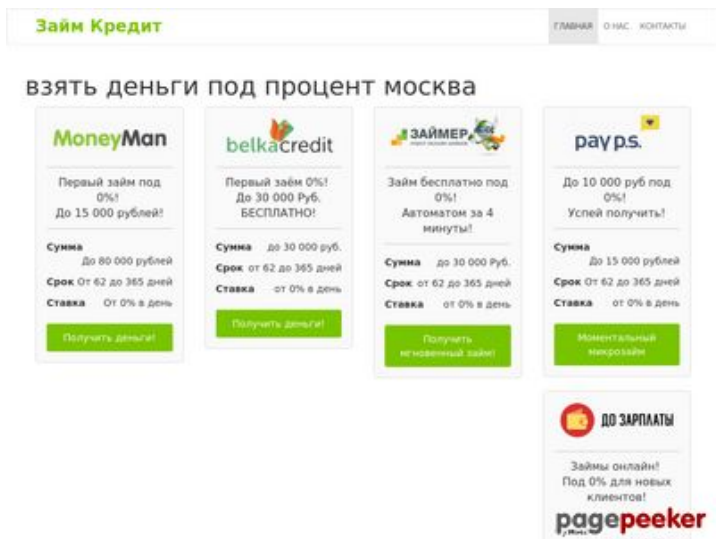 Займ Кредит
ГЛАВНАЯ О НАС. КОНТАКТЫ
взять деньги под процент москва
MoneyMan
Первый займ под
0%!
До 15 000 рублей!
Сумма
До 80 000 рублей
Срок От 62 до 365 дней
Ставка От 0% в день
Получить деньги!
belkacredit
Первый заём 0%!
До 30 000 Руб.
БЕСПЛАТНО!
Сумма до 30 000 руб.
Срок от 62 до 365 дней
Ставка от 0% в день
Получить деньги!
ЗАЙМЕР
Займ бесплатно под
0%!
Автоматом за 4
минуты!
Сумма до 30 000 Руб.
Срок от 62 до 365 дней
Ставка от 0% в день
Получить
мгновенный займ!
pay p.s.
До 10 000 руб под
0%!
Успей получить!
Сумма
До 15 000 рублей
Срок От 62 до 365 дней
Ставка от 0% в день
Моментальный
микрозайм
ДО ЗАРПЛАТЫ
Займы онлайн!
Под 0% для новых
клиентов!
pagepeeker